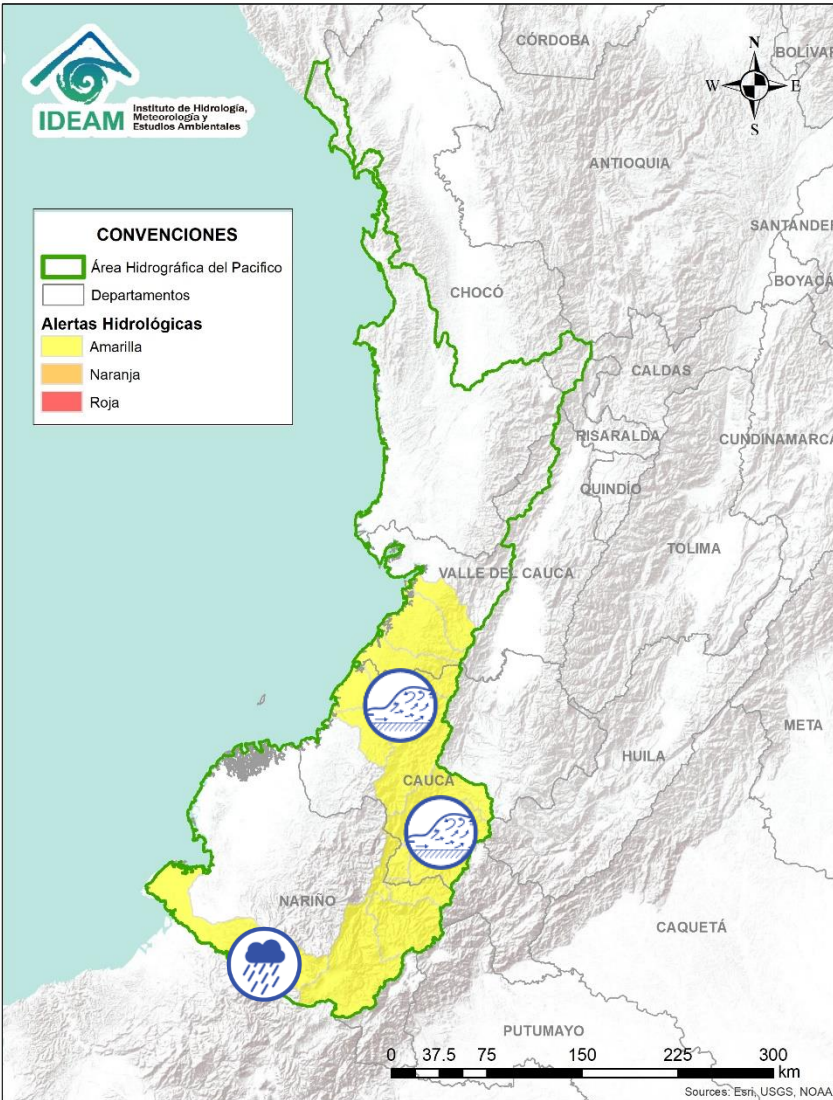 IDEAM
Instituto de Hidrología,
Meteorología y
Estudios Ambientales
CÓRDOBA
BOLÍVAR
N
W
E
S
ANTIOQUIA
SANTANDER
BOYACÁ
CONVENCIONES
Área Hidrográfica del Pacifico
Departamentos
Alertas Hidrológicas
Amarilla
Naranja
Roja
CHOCÓ
CALDAS
RISARALDA
CUNDINAMARCA
QUINDÍO
TOLIMA
VALLE DEL CAUCA
META
HUILA
CAUCA
NARIÑO
CAQUETÁ
PUTUMAYO
0 37.5 75 150 225 300
km
Sources: Esri, USGS, NOAA